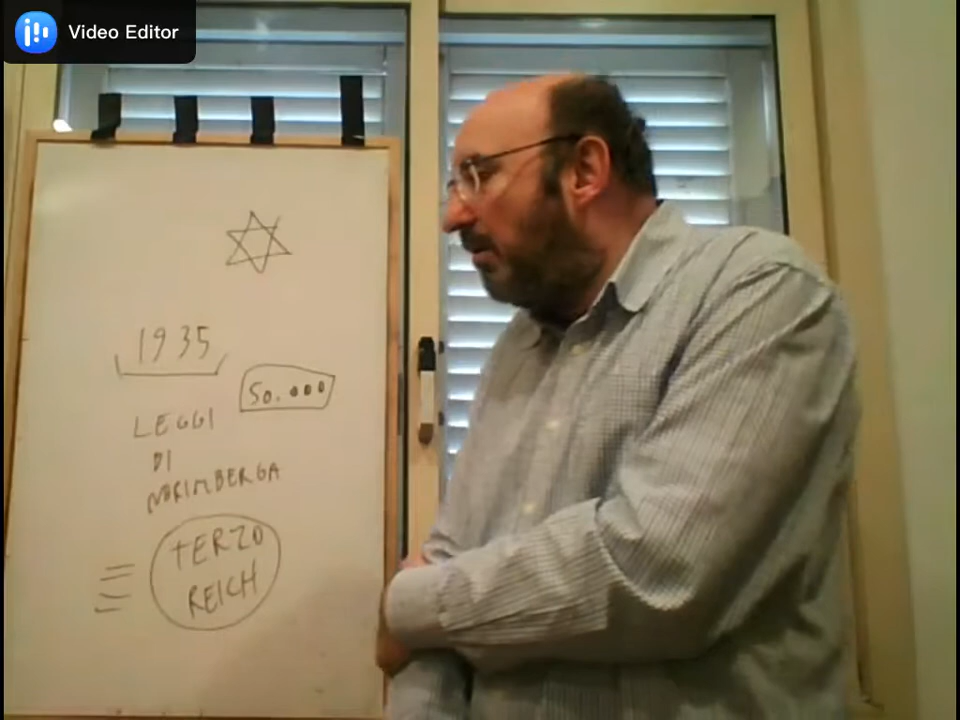 Video Editor
1935
50.000
LEGGI
DI
NORIMBERGA
TERZO
REICH